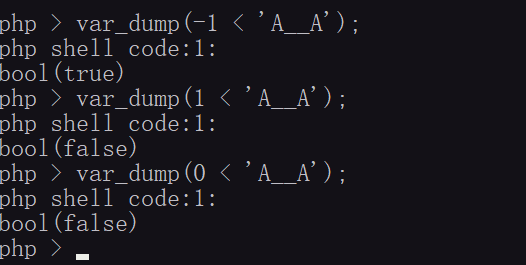 php > var_dump(-1 < 'A__A');
php shell code:1:
bool(true)
php > var_dump(1 < 'A__A');
php shell code:1:
bool(false)
php > var_dump(0 < 'A__A');
php shell code:1:
bool(false)
php >